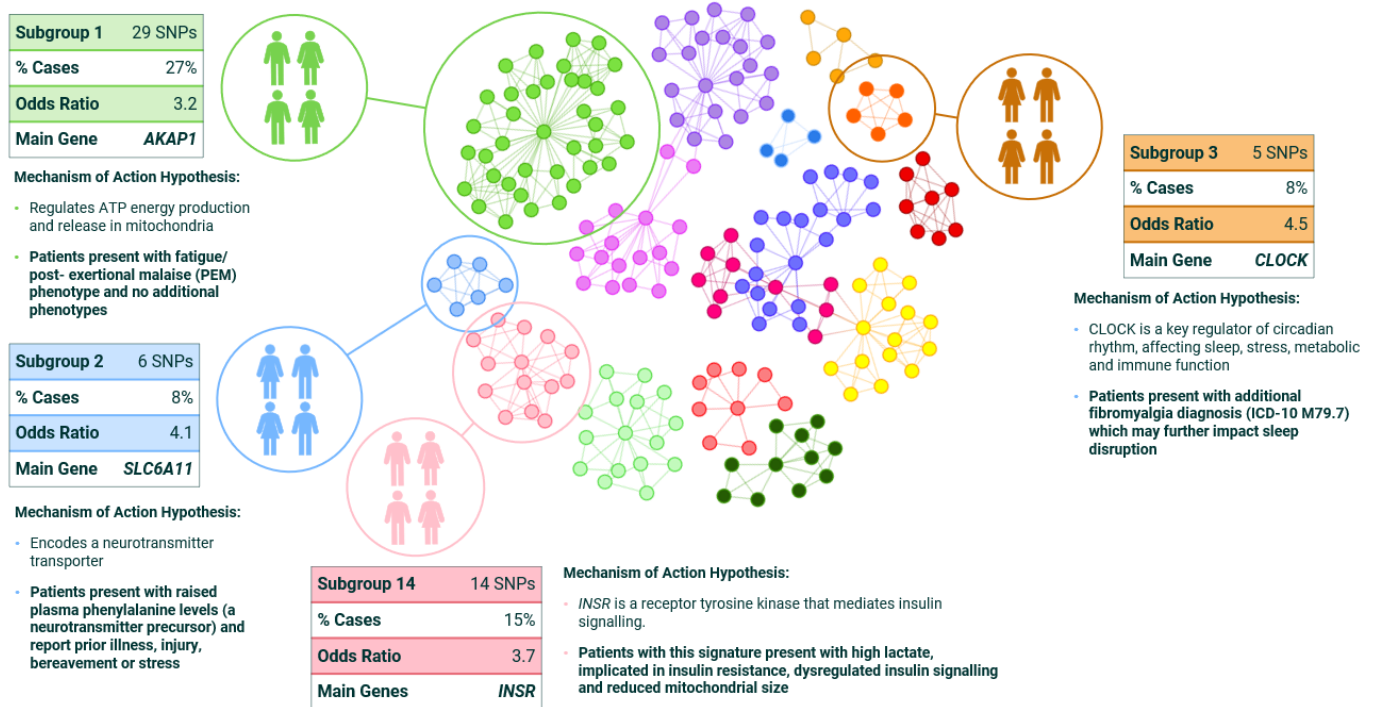 Subgroup 1 29 SNPs
% Cases 27%
Odds Ratio 3.2
Main Gene AKAP1
Mechanism of Action Hypothesis:
• Regulates ATP energy production
and release in mitochondria
• Patients present with fatigue/
post- exertional malaise (PEM)
phenotype and no additional
phenotypes
Subgroup 2 6 SNPs
% Cases 8%
Odds Ratio 4.1
Main Gene SLC6A11
Mechanism of Action Hypothesis:
• Encodes a neurotransmitter
transporter
• Patients present with raised
plasma phenylalanine levels (a
neurotransmitter precursor) and
report prior illness, injury,
bereavement or stress
Subgroup 14 14 SNPs
% Cases 15%
Odds Ratio 3.7
Main Genes INSR
Mechanism of Action Hypothesis:
• INSR is a receptor tyrosine kinase that mediates insulin
signalling.
• Patients with this signature present with high lactate,
implicated in insulin resistance, dysregulated insulin signalling
and reduced mitochondrial size
Subgroup 3 5 SNPs
% Cases 8%
Odds Ratio 4.5
Main Gene CLOCK
Mechanism of Action Hypothesis:
• CLOCK is a key regulator of circadian
rhythm, affecting sleep, stress, metabolic
and immune function
• Patients present with additional
fibromyalgia diagnosis (ICD-10 M79.7)
which may further impact sleep
disruption